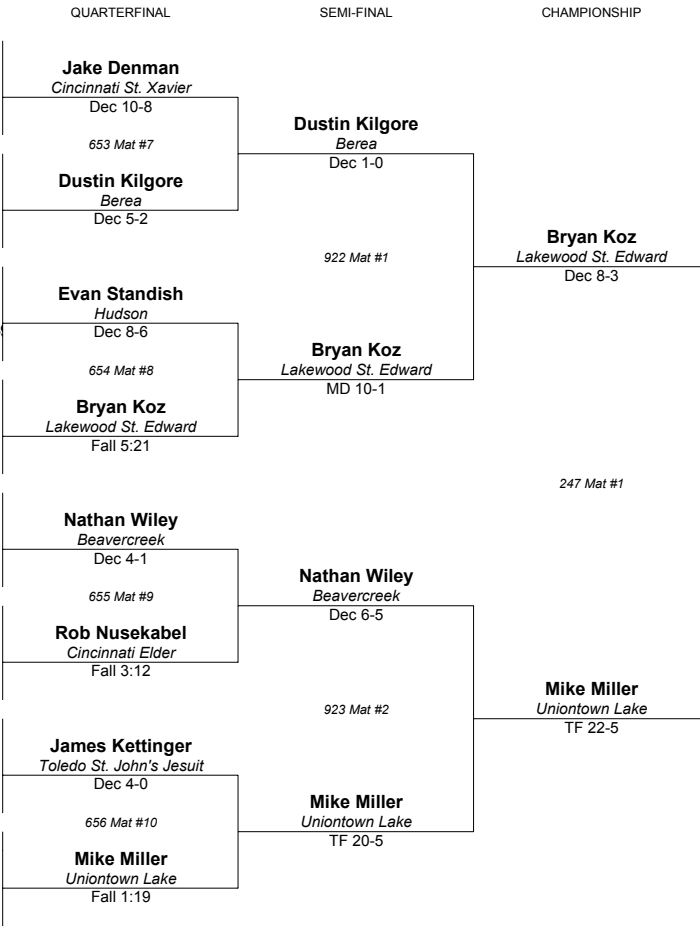 QUARTERFINAL SEMI-FINAL CHAMPIONSHIP
Jake Denman
Cincinnati St. Xavier
Dec 10-8
653 Mat #7
Dustin Kilgore
Berea
Dec 5-2
Evan Standish
Hudson
Dec 8-6
654 Mat #8
Bryan Koz
Lakewood St. Edward
Fall 5:21
Nathan Wiley
Beavercreek
Dec 4-1
655 Mat #9
Rob Nusekabel
Cincinnati Elder
Fall 3:12
James Kettinger
Toledo St. John's Jesuit
Dec 4-0
656 Mat #10
Mike Miller
Uniontown Lake
Fall 1:19
Dustin Kilgore
Berea
Dec 1-0
922 Mat #1
Bryan Koz
Lakewood St. Edward
MD 10-1
Nathan Wiley
Beavercreek
Dec 6-5
923 Mat #2
Mike Miller
Uniontown Lake
TF 20-5
Bryan Koz
Lakewood St. Edward
Dec 8-3
247 Mat #1
Mike Miller
Uniontown Lake
TF 22-5